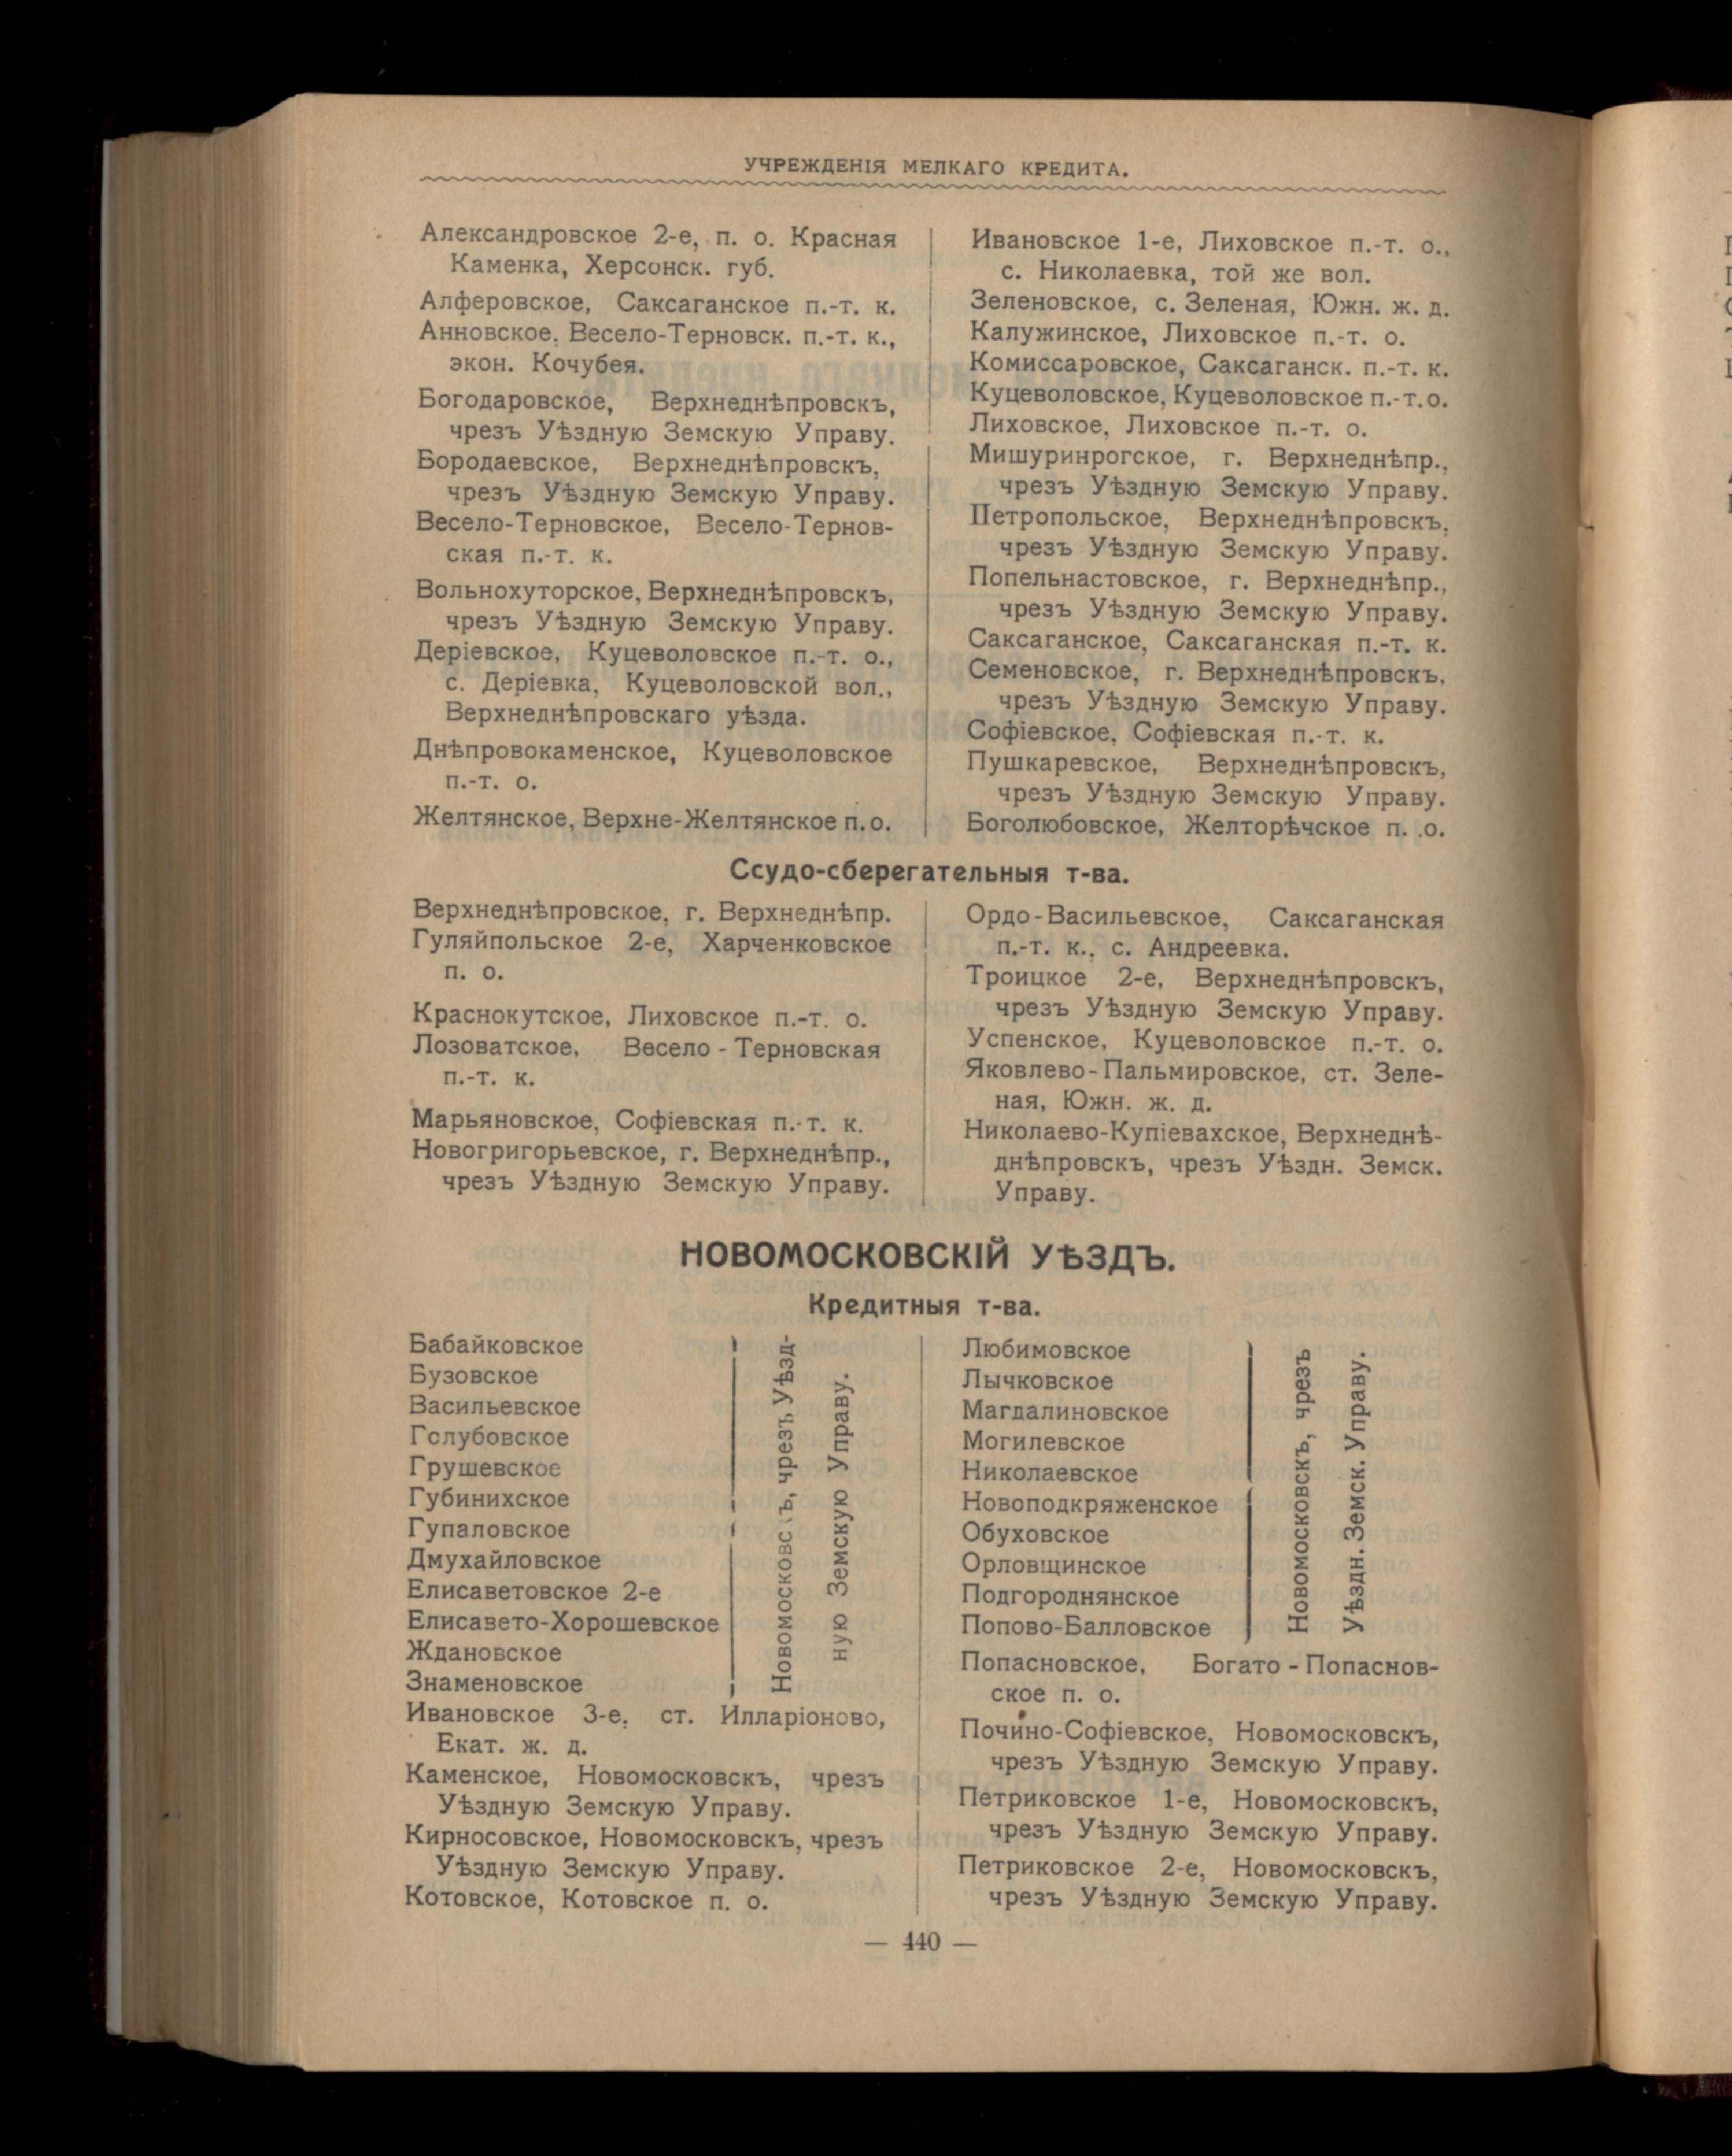 УЧРЕЖДЕНІЯ МЕЛКАГО КРЕДИТА.
Александровское 2-е, п. о. Красная
Каменка, Херсонск. губ.
Алферовское, Саксаганское п.-т. к.
Анновское, Весело-Терновск. п.-т. к.,
экон. Кочубея.
Богодаровское, Верхнеднѣпровскъ,
чрезъ Уѣздную Земскую Управу.
Бородаевское, Верхнеднѣпровскъ,
чрезъ Уѣздную Земскую Управу.
Весело-Терновское, Весело-Тернов-
ская п.-т. к.
Вольнохуторское, Верхнеднѣпровскъ,
чрезъ Уѣздную Земскую Управу.
Деріевское, Куцеволовское п.-т. о.,
с. Деріевка, Куцеволовской вол.,
Верхнеднѣпровскаго уѣзда.
Днѣпровокаменское, Куцеволовское
п.-т. о.
Желтянское, Верхне-Желтянское п. о.
Ивановское 1-е, Лиховское п.-т. о.,
с. Николаевка, той же вол.
Зеленовское, с. Зеленая, Южн. ж. д.
Калужинское, Лиховское п.-т. о.
Комиссаровское, Саксаганск. п.-т. к.
Куцеволовское, Куцеволовское п.-т. о.
Лиховское, Лиховское п.-т. о.
Мишуринрогское, г. Верхнеднѣпр.,
чрезъ Уѣздную Земскую Управу.
Петропольское, Верхнеднѣпровскъ,
чрезъ Уѣздную Земскую Управу.
Попельнастовское, г. Верхнеднѣпр.,
чрезъ Уѣздную Земскую Управу.
Саксаганское, Саксаганская п.-т. к.
Семеновское, г. Верхнеднѣпровскъ,
чрезъ Уѣздную Земскую Управу.
Софіевское, Софіевская п.-т. к.
Пушкаревское, Верхнеднѣпровскъ,
чрезъ Уѣздную Земскую Управу.
Боголюбовское, Желторѣчское п. .о.
Ссудо-сберегательныя т-ва.
Верхнеднѣпровское, г. Верхнеднѣпр.
Гуляйпольское 2-е, Харченковское
п. о.
Краснокутское, Лиховское п.-т. о.
Лозоватское, Весело - Терновская
п.-т. к.
Марьяновское, Софіевская п.-т. к.
Новогригорьевское, г. Верхнеднѣпр.,
чрезъ Уѣздную Земскую Управу.
Ордо-Васильевское, Саксаганская
п.-т. к., с. Андреевка.
Троицкое 2-е, Верхнеднѣпровскъ,
чрезъ Уѣздную Земскую Управу.
Успенское, Куцеволовское п.-т. о.
Яковлево-Пальмировское, ст. Зеле-
ная, Южн. ж. д.
Николаево-Купіевахское, Верхнеднѣ-
днѣпровскъ, чрезъ Уѣздн. Земск.
Управу.
НОВОМОСКОВСКІЙ УѢЗДЪ.
Кредитныя т-ва.
Бабайковское
Бузовское
Васильевское
Голубовское
Грушевское
Губинихское
Гупаловское
Дмухайловское
Елисаветовское 2-е
Елисавето-Хорошевское
Ждановское
Знаменовское
Новомосковскъ, чрезъ Уѣзд-
ную Земскую Управу.
Ивановское 3-е, ст. Илларіоново,
Екат. ж. д.
Каменское, Новомосковскъ, чрезъ
Уѣздную Земскую Управу.
Кирносовское, Новомосковскъ, чрезъ
Уѣздную Земскую Управу.
Котовское, Котовское п. о.
Любимовское
Лычковское
Магдалиновское
Могилевское
Николаевское
Новоподкряженское
Обуховское
Орловщинское
Подгороднянское
Попово-Балловское
Новомосковскъ, чрезъ
Уѣздн. Земск. Управу.
Попасновское, Богато - Попаснов-
ское п. о.
Почино-Софіевское, Новомосковскъ,
чрезъ Уѣздную Земскую Управу.
Петриковское 1-е, Новомосковскъ,
чрезъ Уѣздную Земскую Управу.
Петриковское 2-е, Новомосковскъ,
чрезъ Уѣздную Земскую Управу.
— 440 —